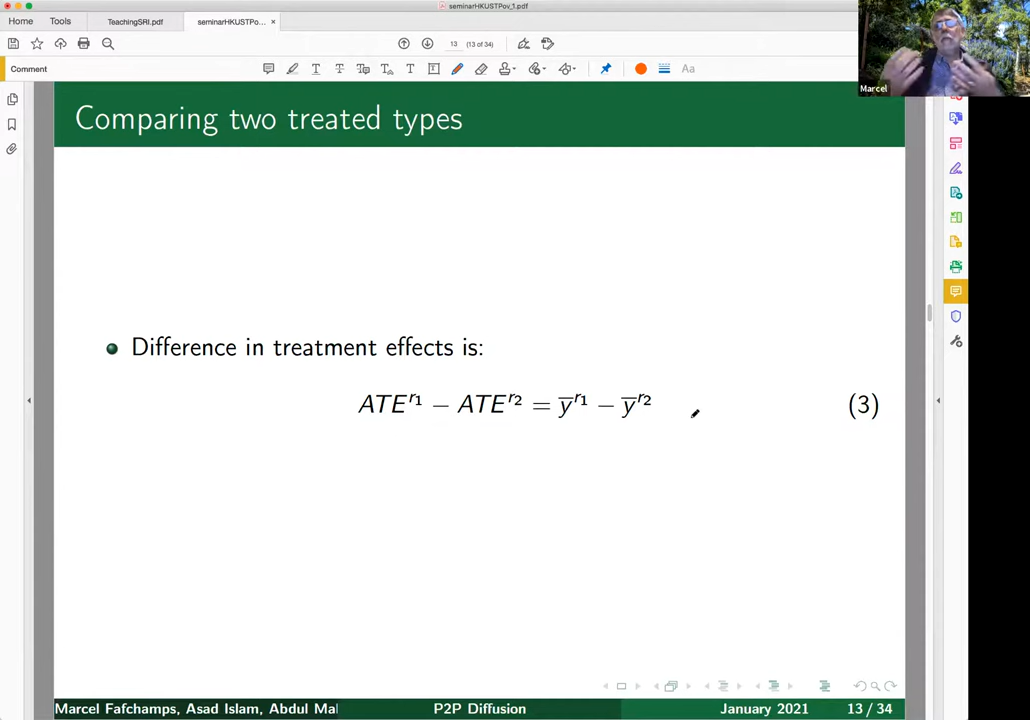 seminarHKUSTPov_1.pdf
Home Tools TeachingSRI.pdf seminarHKUSTPo... ×
13 (13 of 34)
Comment
Aa
Marcel
Comparing two treated types
Difference in treatment effects is:
ATE^{r₁} − ATE^{r₂} = y̅^{r₁} − y̅^{r₂} (3)
Marcel Fafchamps, Asad Islam, Abdul Mal P2P Diffusion January 2021 13 / 34